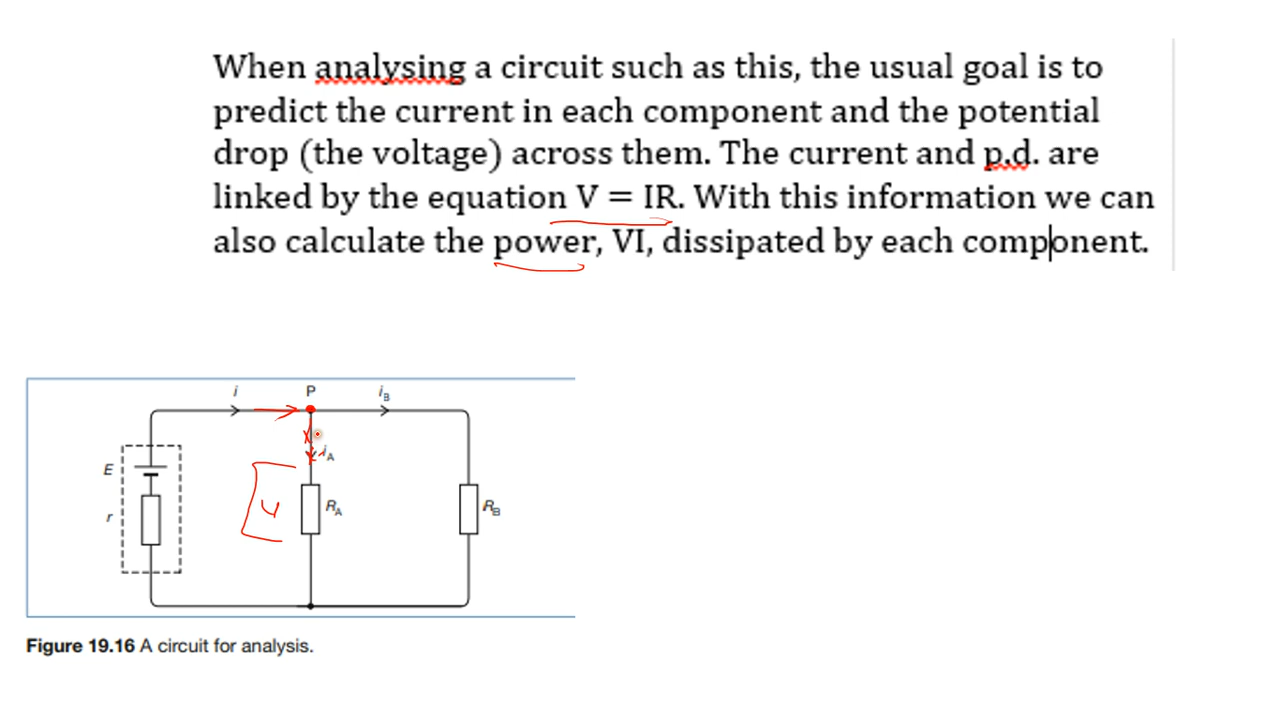 When analysing a circuit such as this, the usual goal is to
predict the current in each component and the potential
drop (the voltage) across them. The current and p.d. are
linked by the equation V = IR. With this information we can
also calculate the power, VI, dissipated by each component.
i P iB
E
iA
r
RA
RB
Figure 19.16 A circuit for analysis.